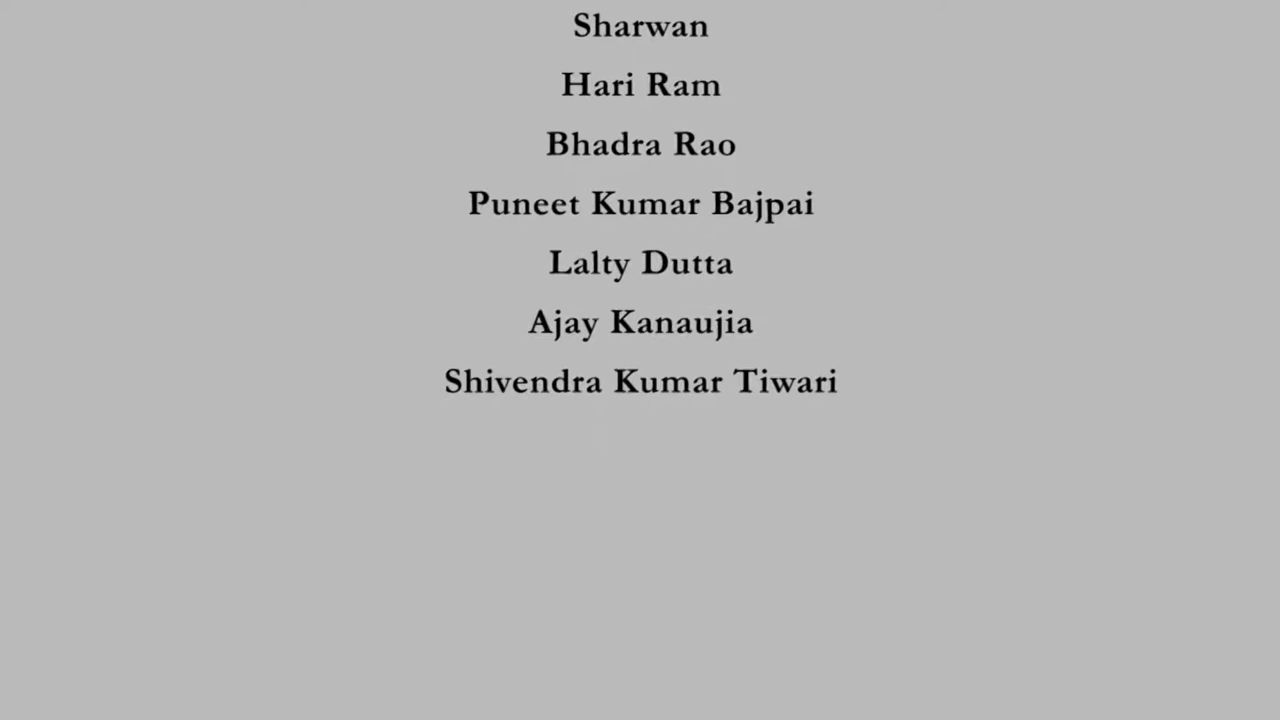 Sharwan
Hari Ram
Bhadra Rao
Puneet Kumar Bajpai
Lalty Dutta
Ajay Kanaujia
Shivendra Kumar Tiwari